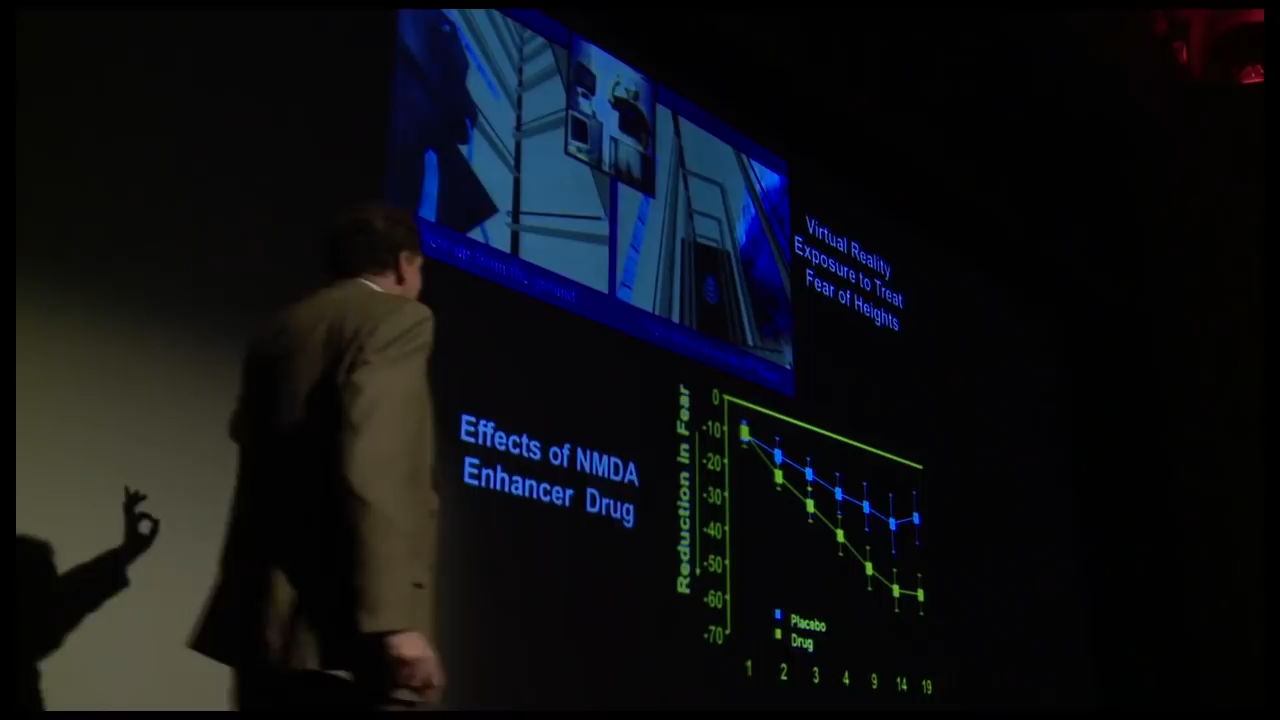 Virtual Reality
Exposure to Treat
Fear of Heights
Effects of NMDA
Enhancer Drug
Reduction in Fear
0
-10
-20
-30
-40
-50
-60
-70
Placebo
Drug
1 2 3 4 9 14 19